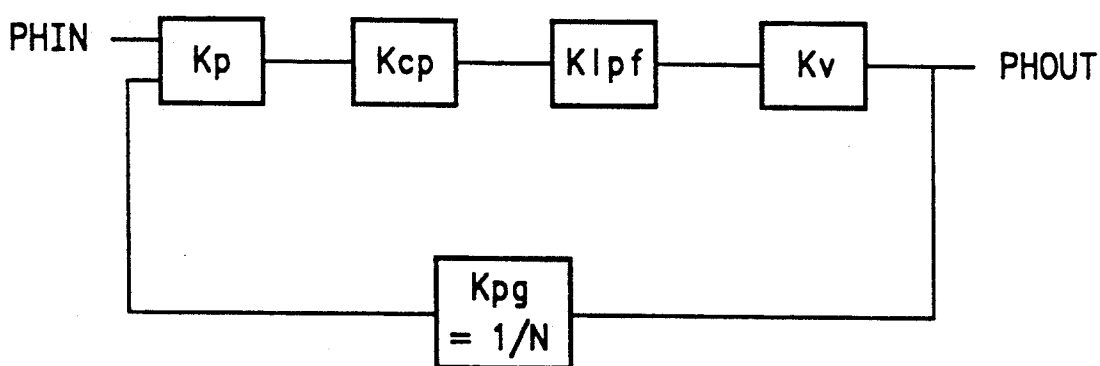 PHIN
Kp
Kcp
Klpf
Kv
PHOUT
Kpg
= 1/N